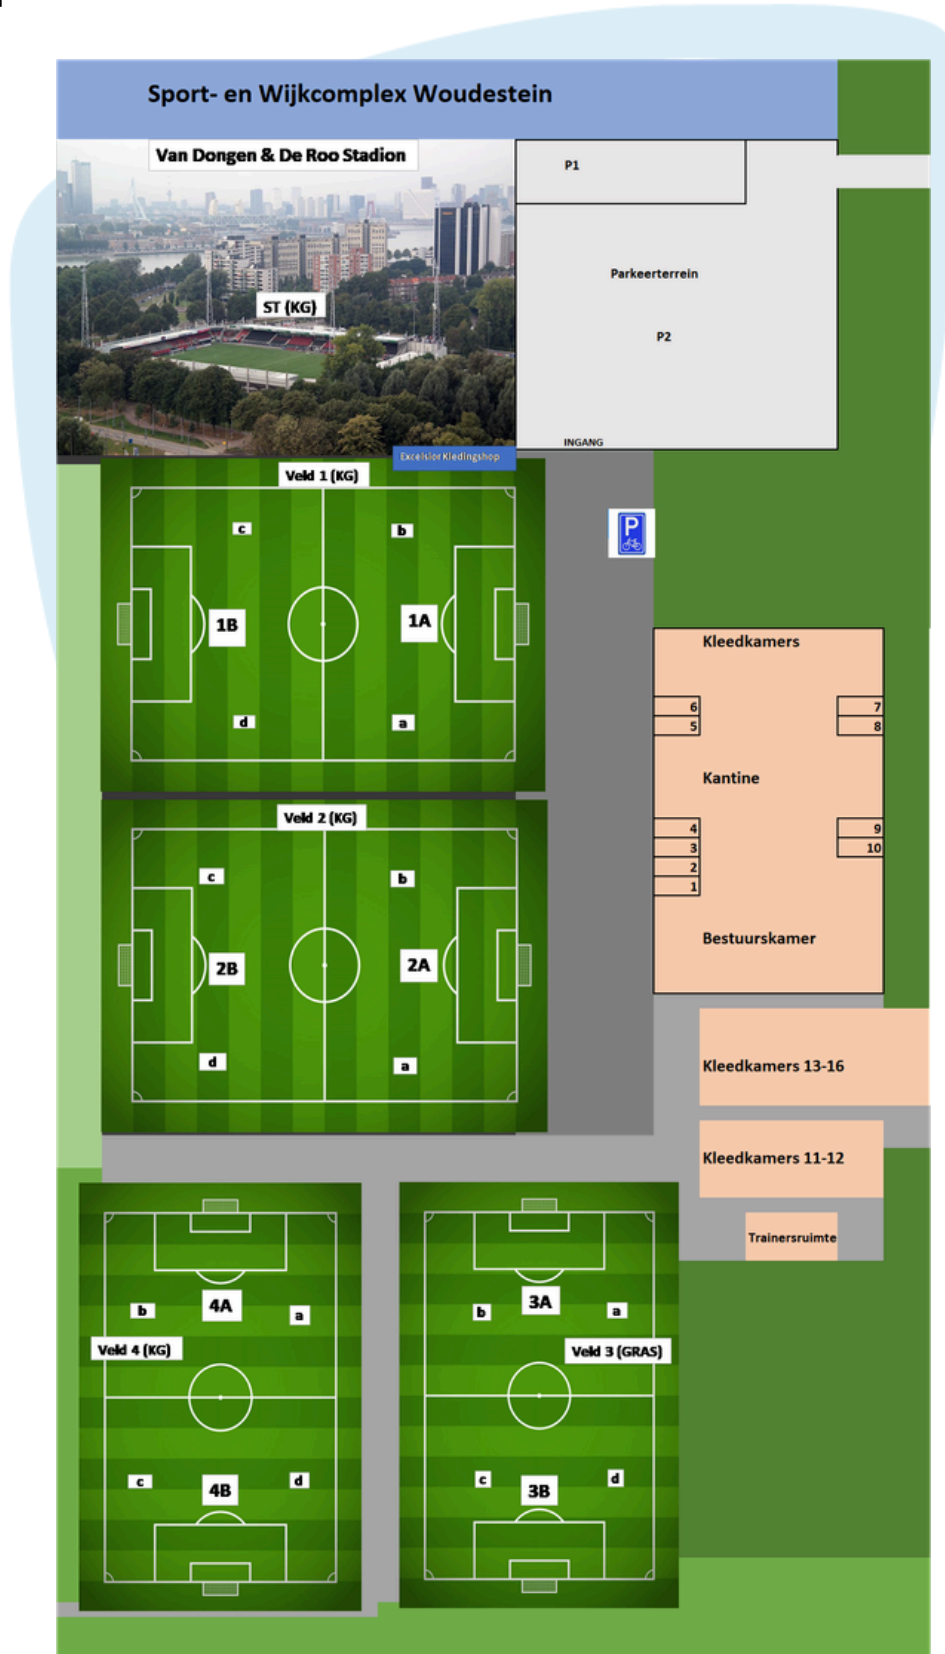 Sport- en Wijkcomplex Woudestein
Van Dongen & De Roo Stadion
P1
Parkeerterrein
ST (KG)
P2
INGANG
Excelsior Kledingshop
Veld 1 (KG)
P
c
b
1B
1A
d
a
Kleedkamers
6
7
5
8
Kantine
4
9
3
10
2
1
Bestuurskamer
Veld 2 (KG)
c
b
2B
2A
d
a
Kleedkamers 13-16
Kleedkamers 11-12
Trainersruimte
4A
b
a
Veld 4 (KG)
c
d
4B
3A
b
a
Veld 3 (GRAS)
c
d
3B